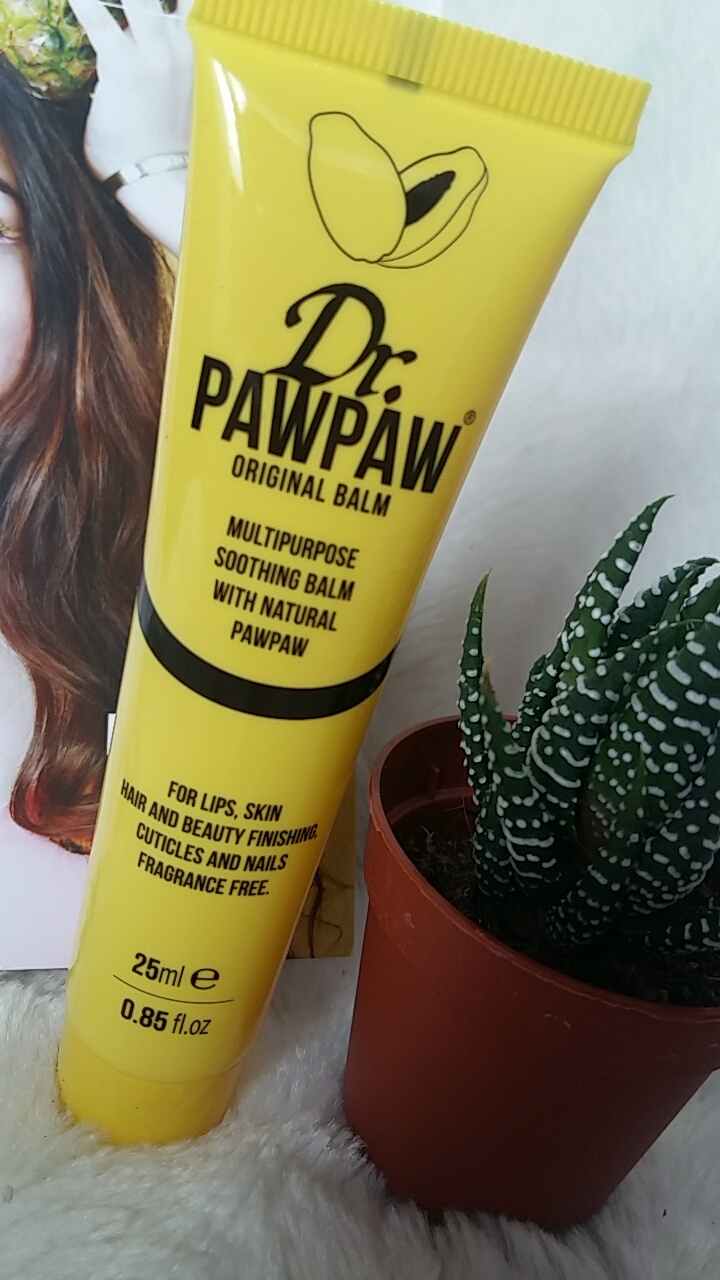 Dr.
PAWPAW®
ORIGINAL BALM
MULTIPURPOSE
SOOTHING BALM
WITH NATURAL
PAWPAW
FOR LIPS, SKIN
HAIR AND BEAUTY FINISHING,
CUTICLES AND NAILS
FRAGRANCE FREE.
25ml e
0.85 fl.oz